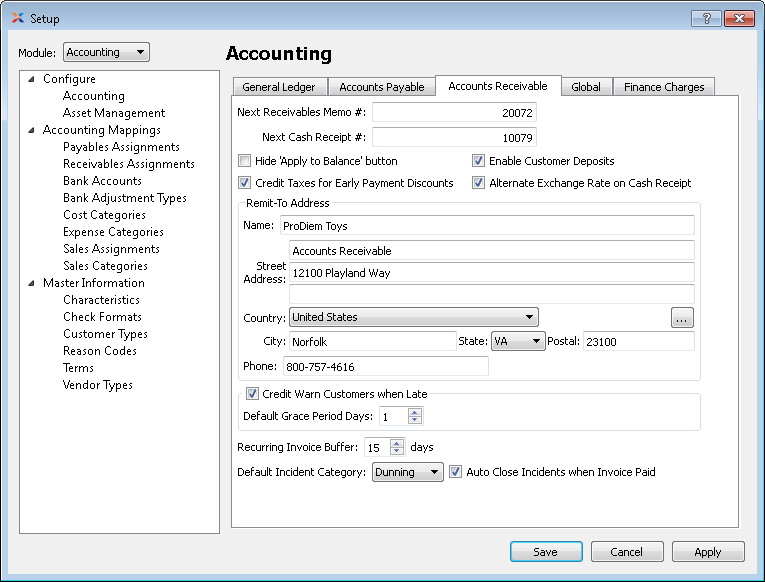 Setup
?
Module: Accounting
Accounting
Configure
Accounting
Asset Management
Accounting Mappings
Payables Assignments
Receivables Assignments
Bank Accounts
Bank Adjustment Types
Cost Categories
Expense Categories
Sales Assignments
Sales Categories
Master Information
Characteristics
Check Formats
Customer Types
Reason Codes
Terms
Vendor Types
General Ledger Accounts Payable Accounts Receivable Global Finance Charges
Next Receivables Memo #: 20072
Next Cash Receipt #: 10079
Hide 'Apply to Balance' button Enable Customer Deposits
Credit Taxes for Early Payment Discounts Alternate Exchange Rate on Cash Receipt
Remit-To Address
Name: ProDiem Toys
Accounts Receivable
Street
Address: 12100 Playland Way
Country: United States ...
City: Norfolk State: VA Postal: 23100
Phone: 800-757-4616
Credit Warn Customers when Late
Default Grace Period Days: 1
Recurring Invoice Buffer: 15 days
Default Incident Category: Dunning Auto Close Incidents when Invoice Paid
Save Cancel Apply